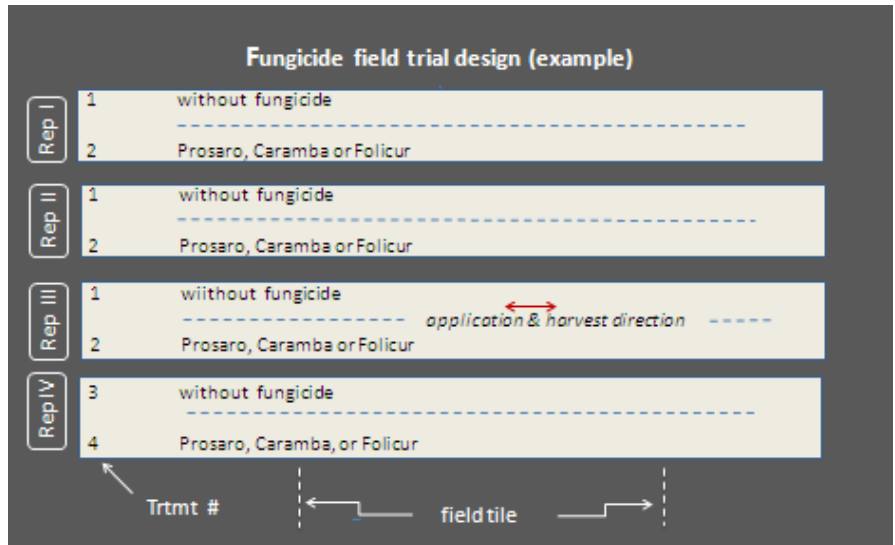 Fungicide field trial design (example)
Rep I
1 without fungicide
2 Prosaro, Caramba or Folicur
Rep II
1 without fungicide
2 Prosaro, Caramba or Folicur
Rep III
1 wiithout fungicide
application & harvest direction
2 Prosaro, Caramba or Folicur
Rep IV
3 without fungicide
4 Prosaro, Caramba, or Folicur
Trtmt #
field tile